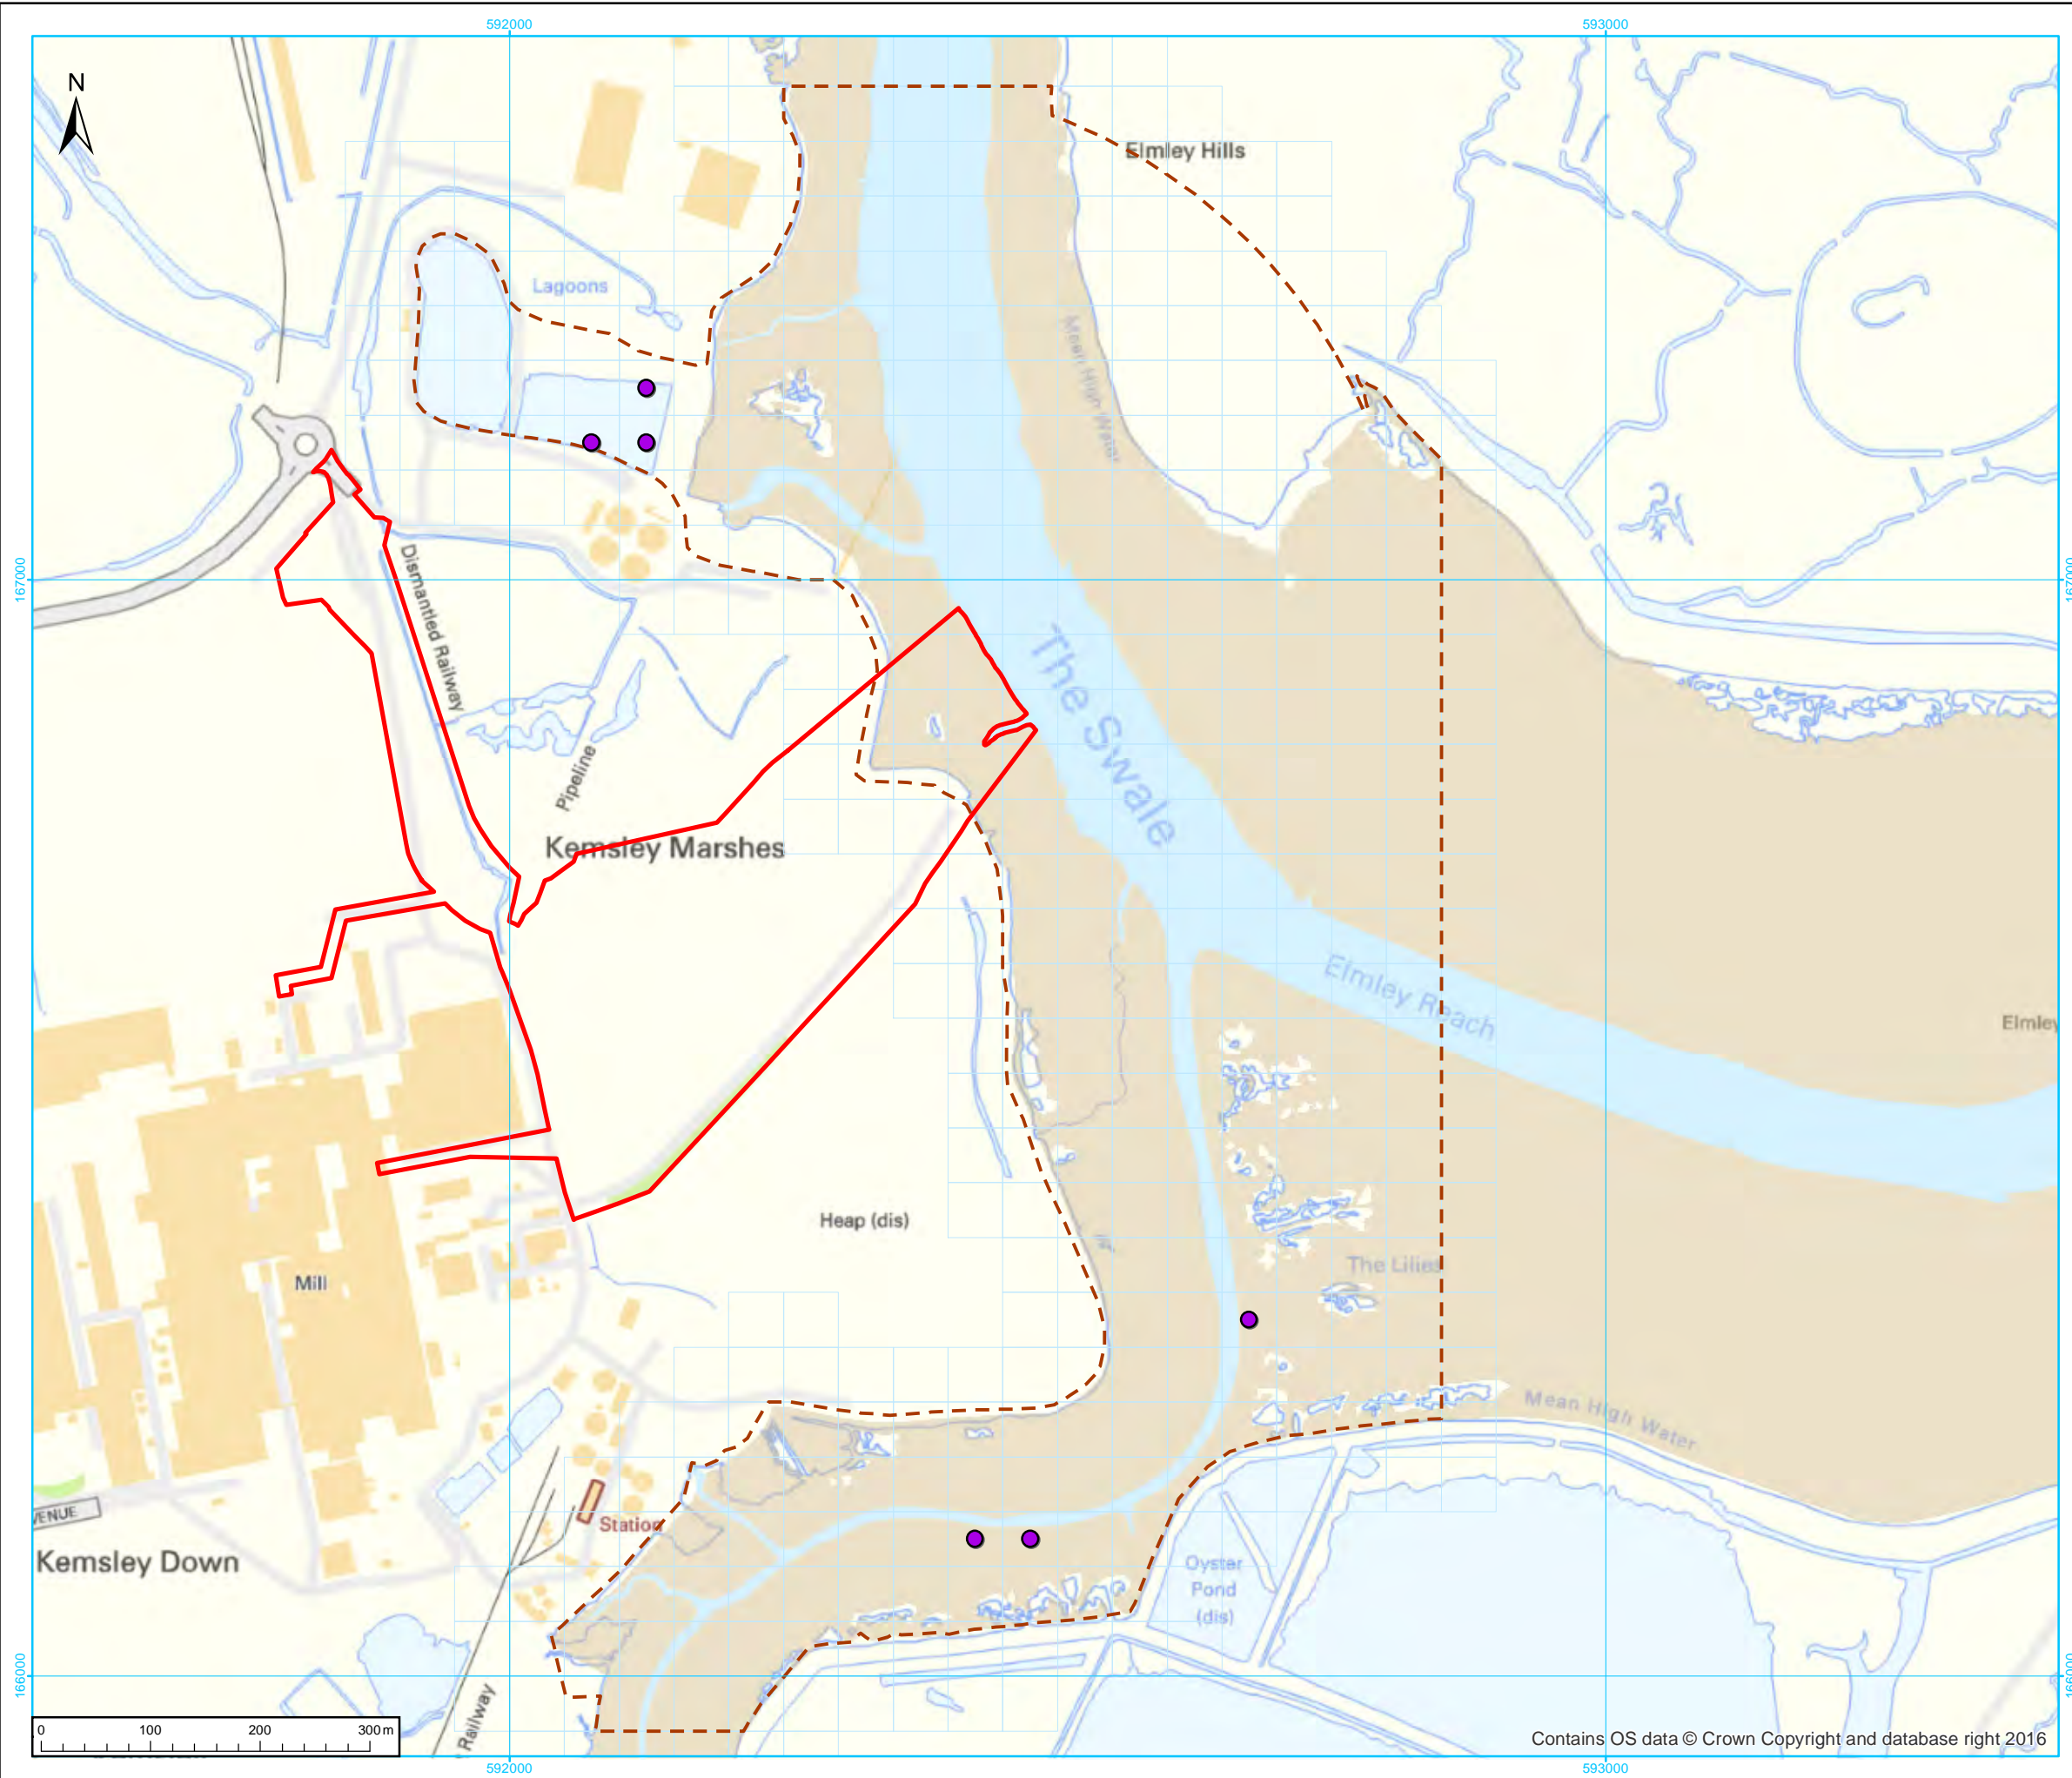 592000
593000
N
Elmley Hills
Lagoons
Mean High Water
167000
167000
Dismantled Railway
The Swale
Pipeline
Kemsley Marshes
Elmley Reach
Elmley
Heap (dis)
The Lilies
Mill
Mean High Water
VENUE
Station
Kemsley Down
Oyster
Pond
(dis)
166000
166000
Railway
0 100 200 300m
Contains OS data © Crown Copyright and database right 2016
592000
593000